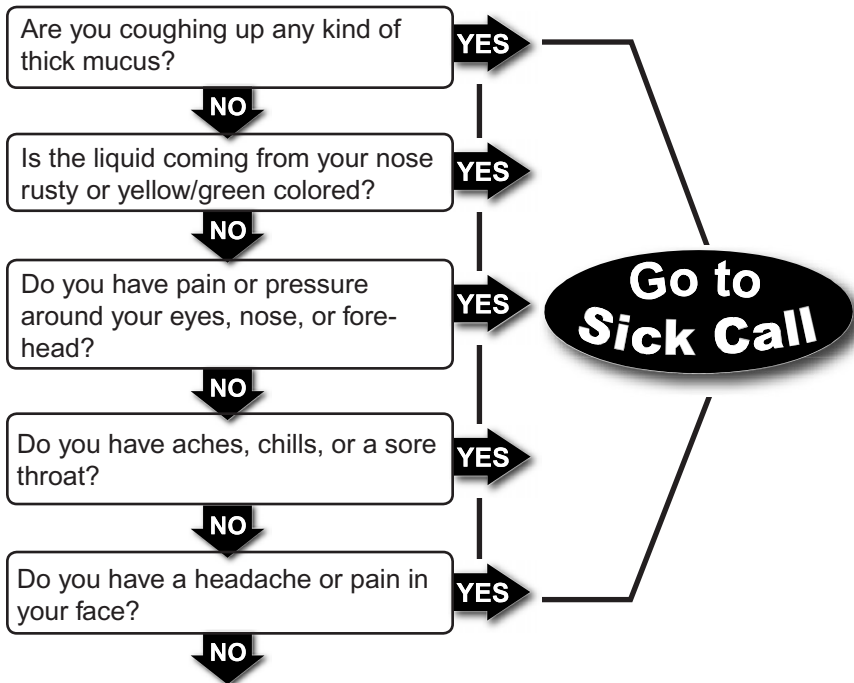 Are you coughing up any kind of
thick mucus?
YES
NO
Is the liquid coming from your nose
rusty or yellow/green colored?
YES
NO
Do you have pain or pressure
around your eyes, nose, or fore-
head?
YES
NO
Do you have aches, chills, or a sore
throat?
YES
NO
Do you have a headache or pain in
your face?
YES
NO
Go to
Sick Call